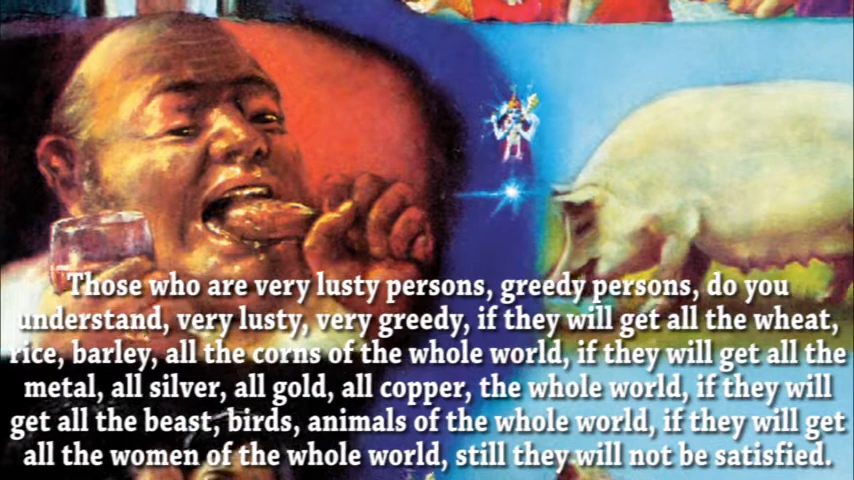 Those who are very lusty persons, greedy persons, do you
understand, very lusty, very greedy, if they will get all the wheat,
rice, barley, all the corns of the whole world, if they will get all the
metal, all silver, all gold, all copper, the whole world, if they will
get all the beast, birds, animals of the whole world, if they will get
all the women of the whole world, still they will not be satisfied.